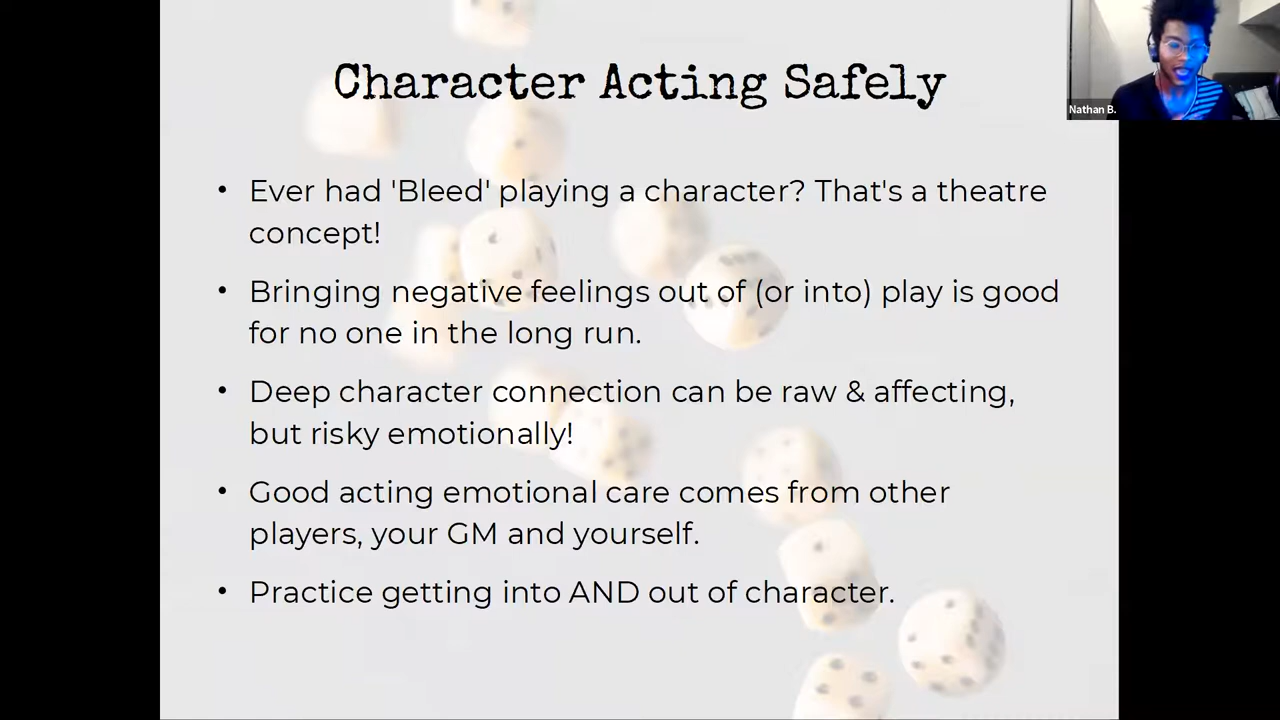 Character Acting Safely
Nathan B.
• Ever had 'Bleed' playing a character? That's a theatre
concept!
• Bringing negative feelings out of (or into) play is good
for no one in the long run.
• Deep character connection can be raw & affecting,
but risky emotionally!
• Good acting emotional care comes from other
players, your GM and yourself.
• Practice getting into AND out of character.